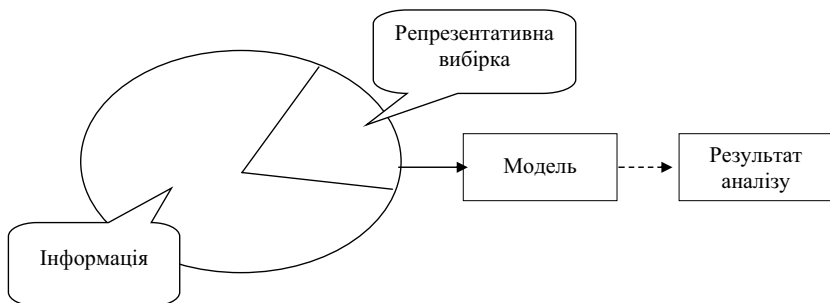 Репрезентативна
вибірка
Модель
Результат
аналізу
Інформація